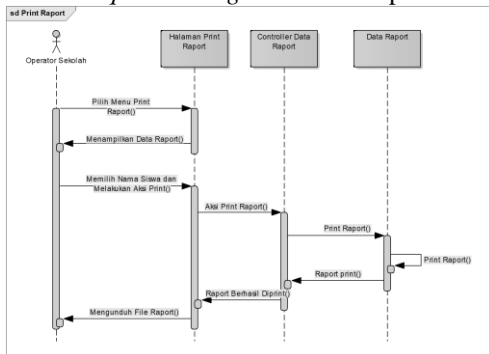 sd Print Raport
Halaman Print
Raport
Controller Data
Raport
Data Raport
Operator Sekolah
Pilih Menu Print
Raport()
Menampilkan Data Raport()
Memilih Nama Siswa dan
Melakukan Aksi Print()
Aksi Print Raport()
Print Raport()
Print Raport()
Raport print()
Raport Berhasil Diprint()
Mengunduh File Raport()